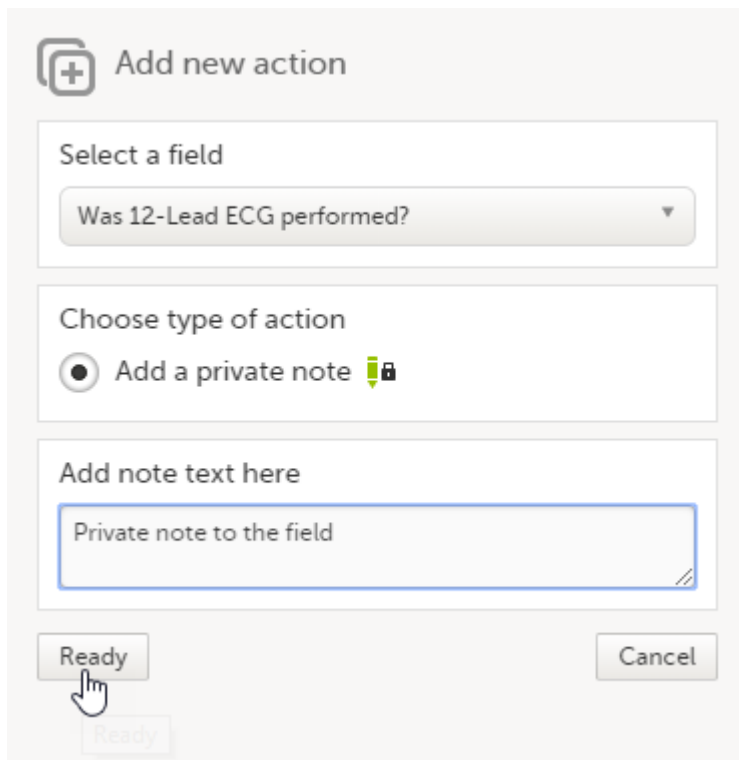 Add new action
Select a field
Was 12-Lead ECG performed?
Choose type of action
Add a private note
Add note text here
Private note to the field
Ready
Cancel
Ready